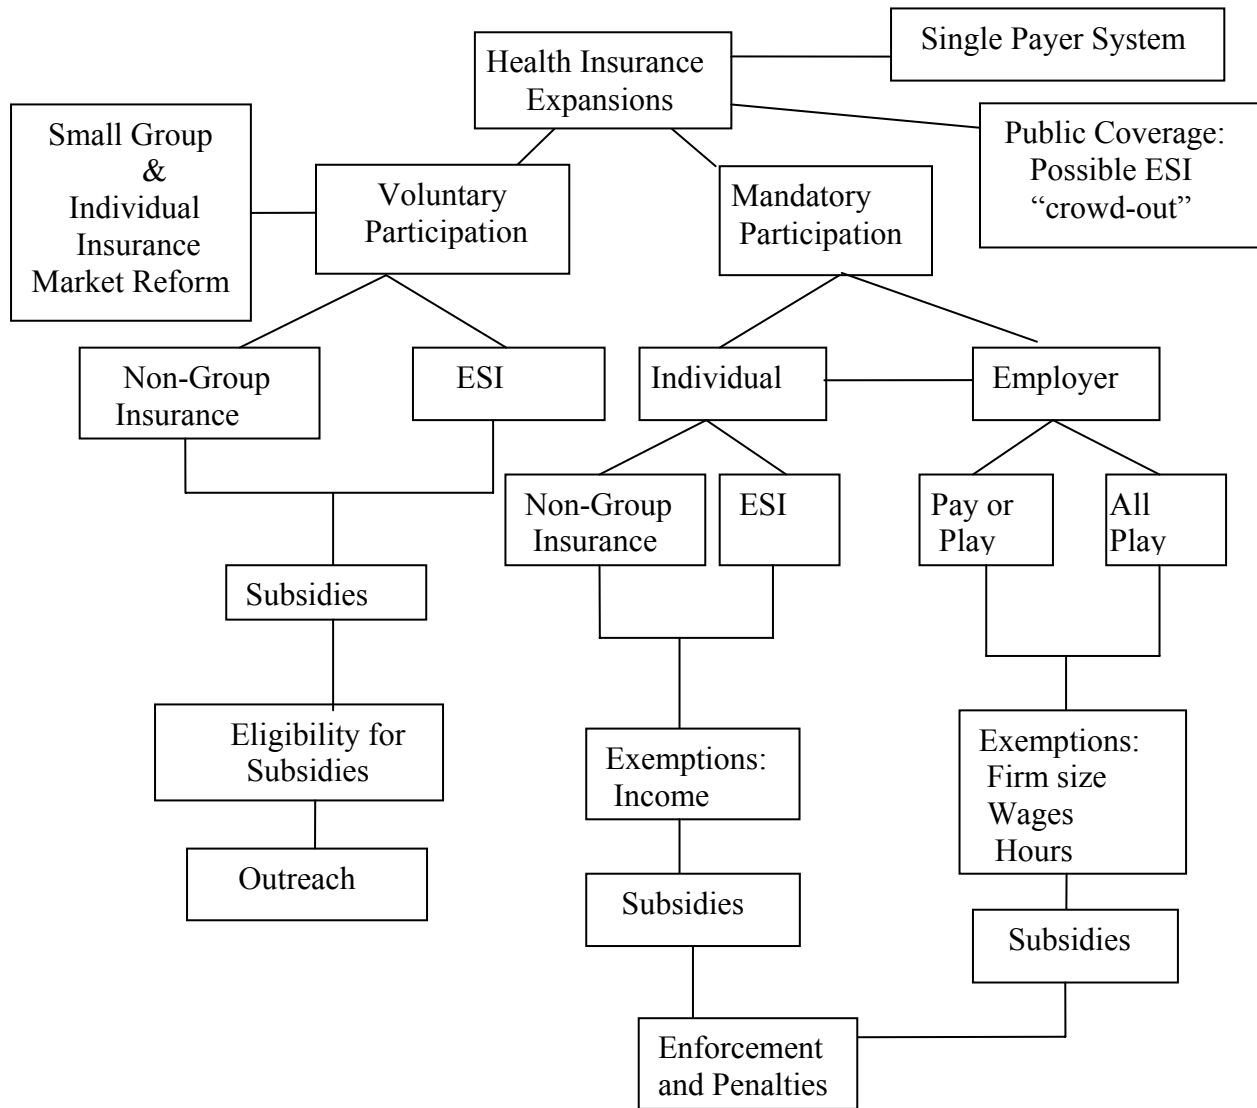 Health Insurance
Expansions
Single Payer System
Public Coverage:
Possible ESI
“crowd-out”
Small Group
&
Individual
Insurance
Market Reform
Voluntary
Participation
Mandatory
Participation
Non-Group
Insurance
ESI
Individual
Employer
Non-Group
Insurance
ESI
Pay or
Play
All
Play
Subsidies
Eligibility for
Subsidies
Outreach
Exemptions:
Income
Subsidies
Exemptions:
Firm size
Wages
Hours
Subsidies
Enforcement
and Penalties